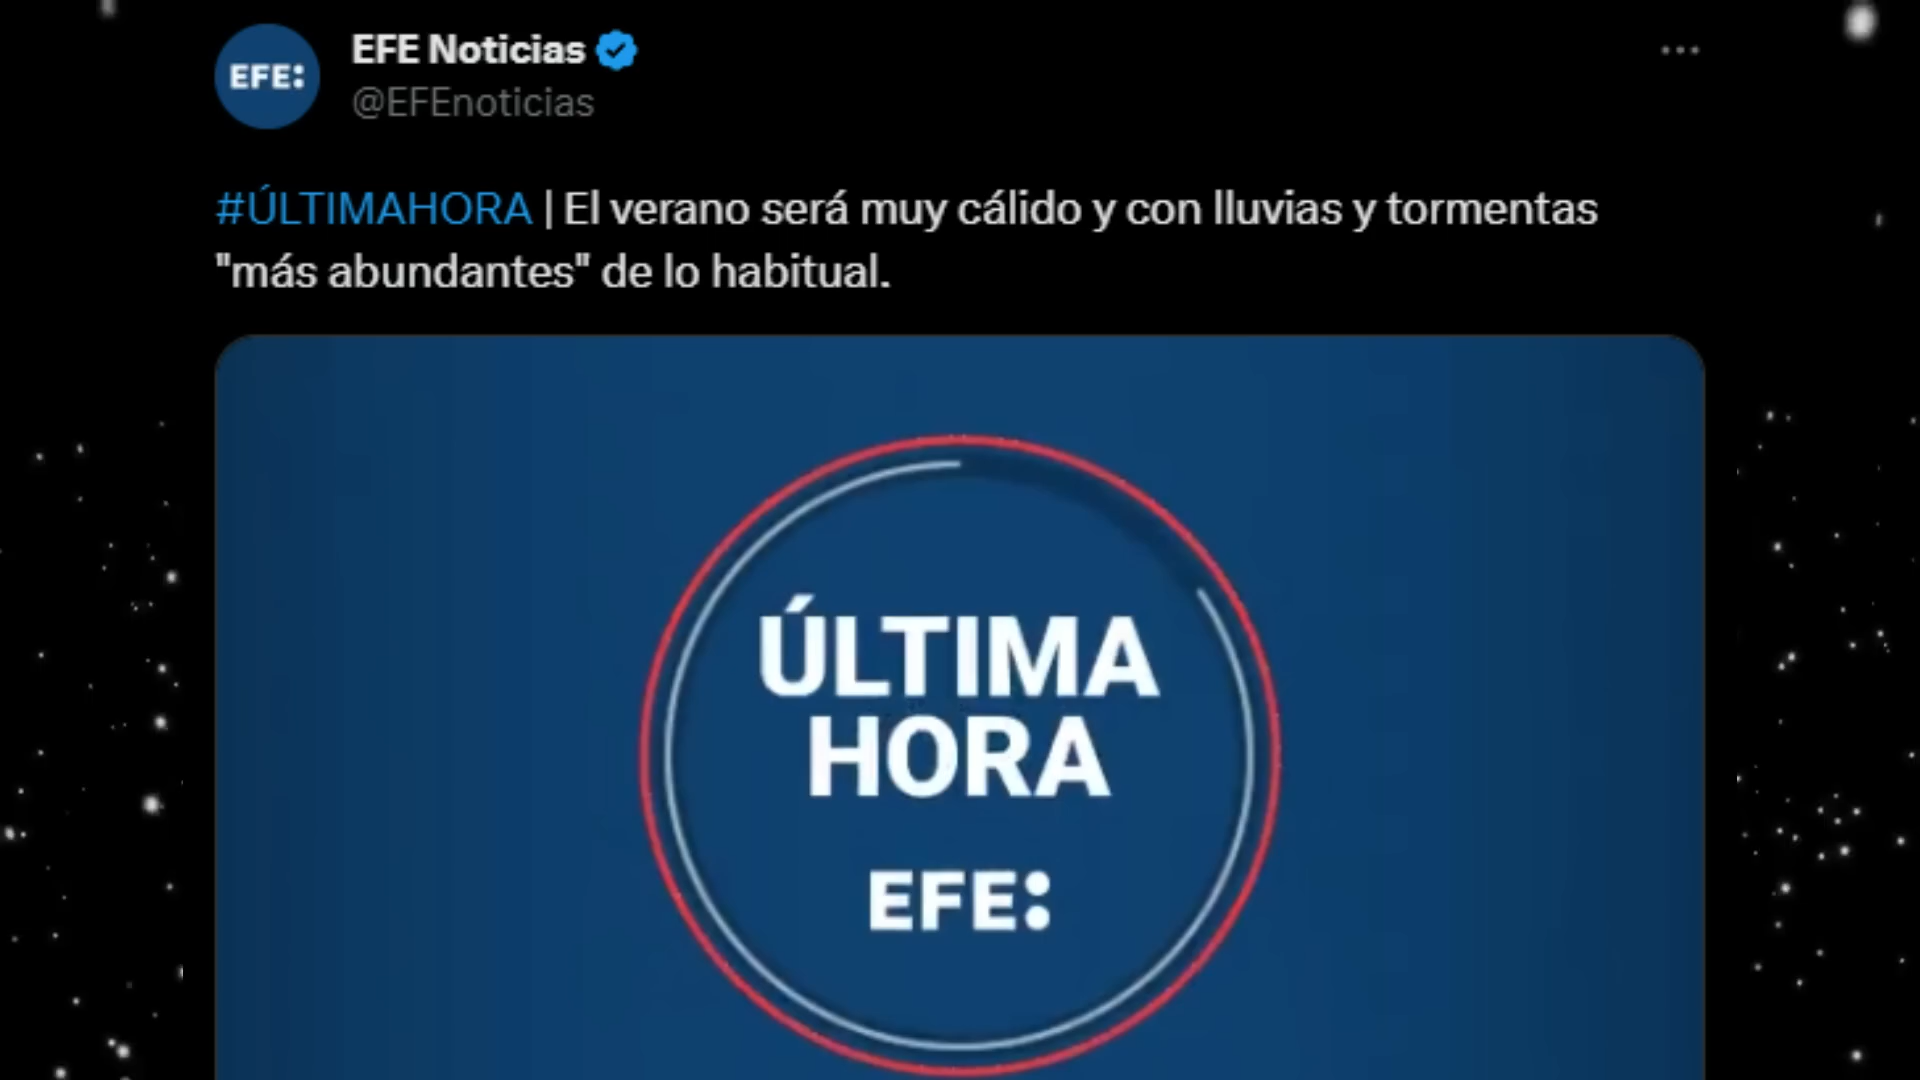 EFE:
EFE Noticias
@EFEnoticias
#ÚLTIMAHORA | El verano será muy cálido y con lluvias y tormentas
"más abundantes" de lo habitual.
ÚLTIMA
HORA
EFE: